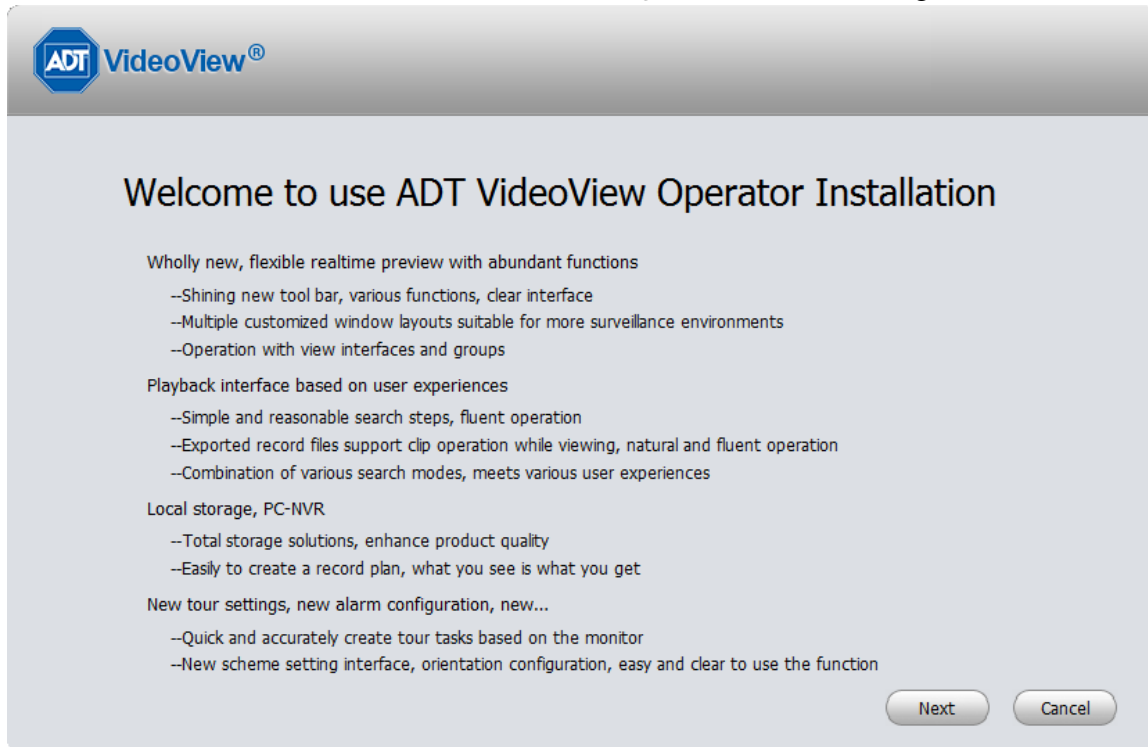 ADT VideoView®
Welcome to use ADT VideoView Operator Installation
Wholly new, flexible realtime preview with abundant functions
--Shining new tool bar, various functions, clear interface
--Multiple customized window layouts suitable for more surveillance environments
--Operation with view interfaces and groups
Playback interface based on user experiences
--Simple and reasonable search steps, fluent operation
--Exported record files support clip operation while viewing, natural and fluent operation
--Combination of various search modes, meets various user experiences
Local storage, PC-NVR
--Total storage solutions, enhance product quality
--Easily to create a record plan, what you see is what you get
New tour settings, new alarm configuration, new...
--Quick and accurately create tour tasks based on the monitor
--New scheme setting interface, orientation configuration, easy and clear to use the function
Next Cancel